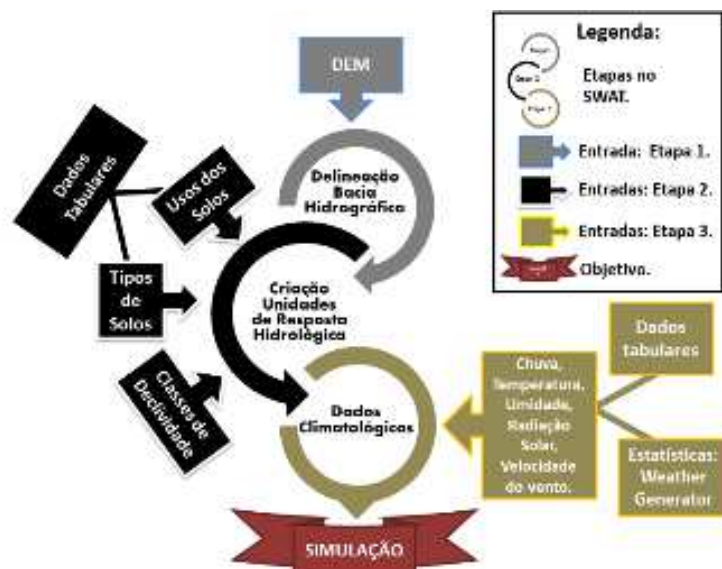 DEM
Delineação
Bacia
Hidrográfica
Dados
Tabulares
Usos dos
Solos
Tipos
de
Solos
Classes de
Declividade
Criação
Unidades
de Resposta
Hidrológica
Dados
Climatológicos
SIMULAÇÃO
Chuva,
Temperatura,
Umidade,
Radiação
Solar,
Velocidade
do vento.
Dados
tabulares
Estatísticas:
Weather
Generator
Legenda:
Etapas no
SWAT.
Entrada: Etapa 1.
Entradas: Etapa 2.
Entradas: Etapa 3.
Objetivo.